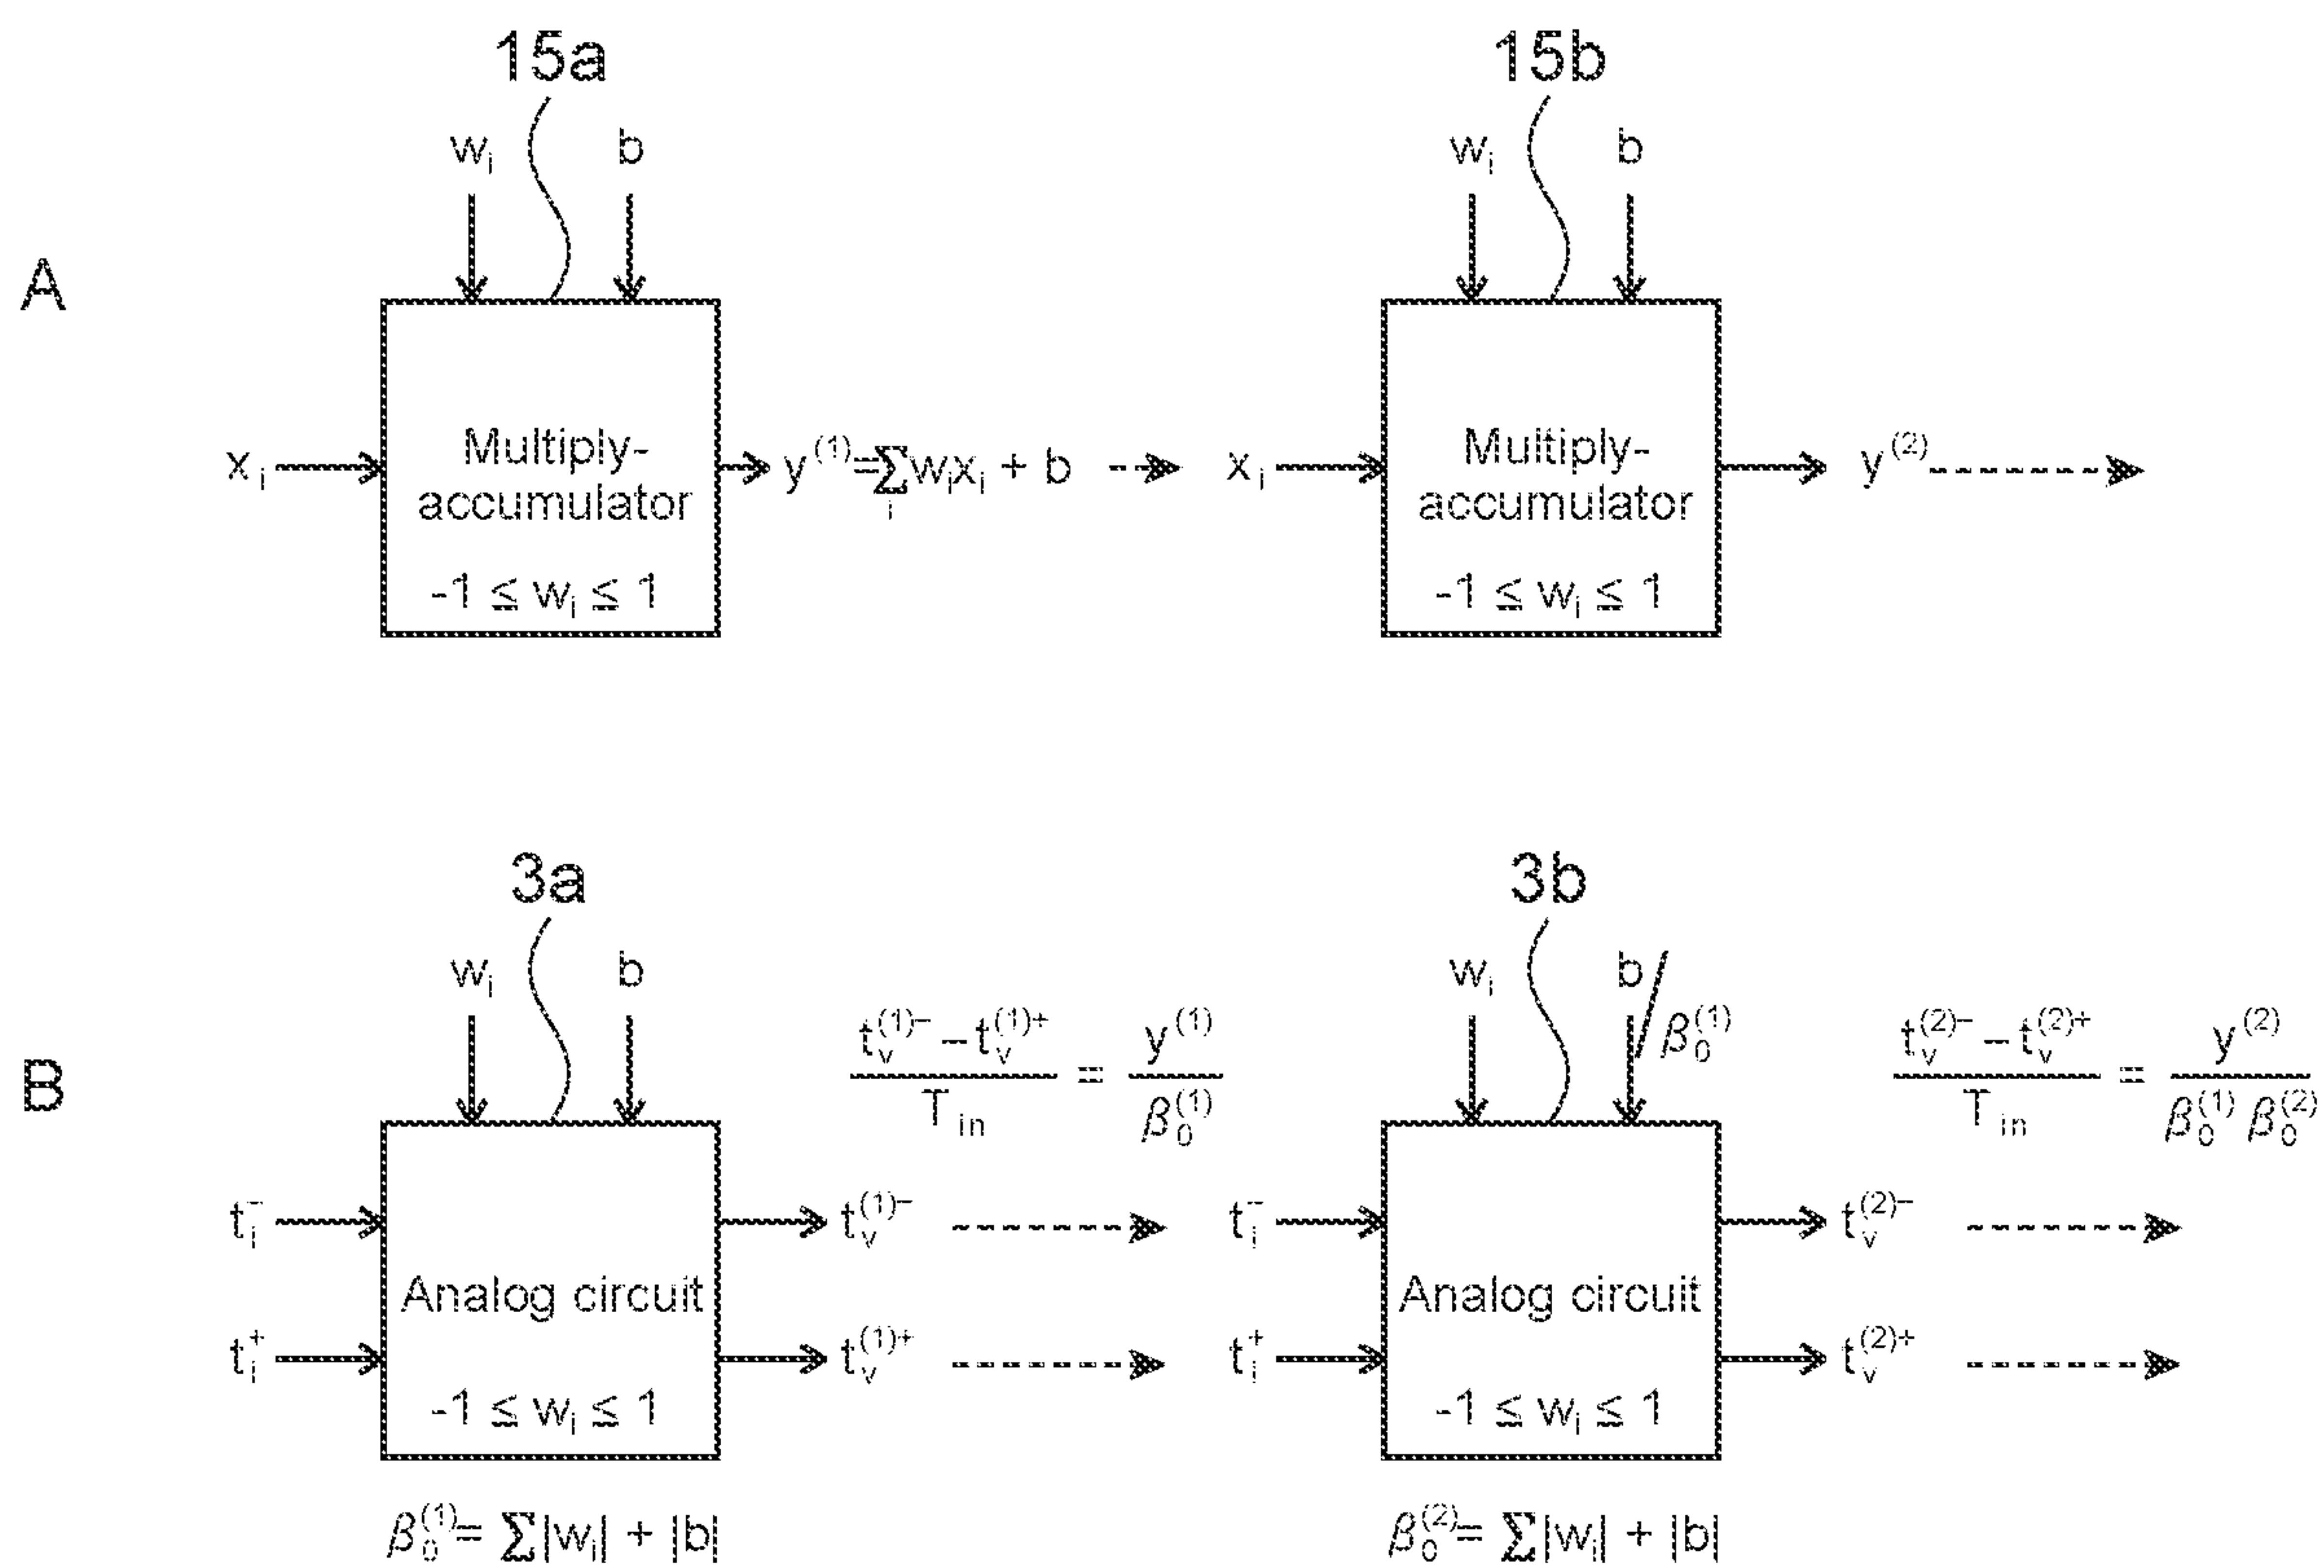 15a 15b
wᵢ b wᵢ b
A
xᵢ Multiply-accumulator y⁽¹⁾=∑ᵢwᵢxᵢ + b xᵢ Multiply-accumulator y⁽²⁾
-1 ≤ wᵢ ≤ 1 -1 ≤ wᵢ ≤ 1
3a 3b
wᵢ b wᵢ b/β₀⁽¹⁾
(tᵥ⁽¹⁾⁻ – tᵥ⁽¹⁾⁺)/Tᵢₙ = y⁽¹⁾/β₀⁽¹⁾ (tᵥ⁽²⁾⁻ – tᵥ⁽²⁾⁺)/Tᵢₙ = y⁽²⁾/β₀⁽¹⁾ β₀⁽²⁾
B
tᵢ⁻ tᵥ⁽¹⁾⁻ tᵢ⁻ tᵥ⁽²⁾⁻
Analog circuit Analog circuit
tᵢ⁺ tᵥ⁽¹⁾⁺ tᵢ⁺ tᵥ⁽²⁾⁺
-1 ≤ wᵢ ≤ 1 -1 ≤ wᵢ ≤ 1
β₀⁽¹⁾= ∑|wᵢ| + |b| β₀⁽²⁾= ∑|wᵢ| + |b|